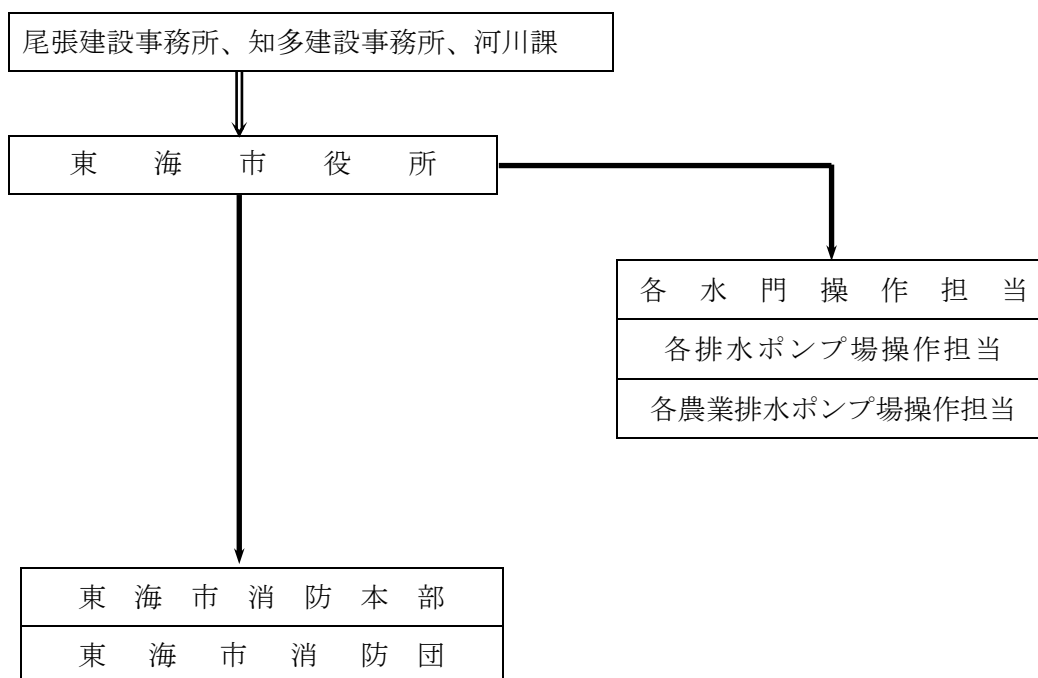 尾張建設事務所、知多建設事務所、河川課
東海市役所
各水門操作担当
各排水ポンプ場操作担当
各農業排水ポンプ場操作担当
東海市消防本部
東海市消防団